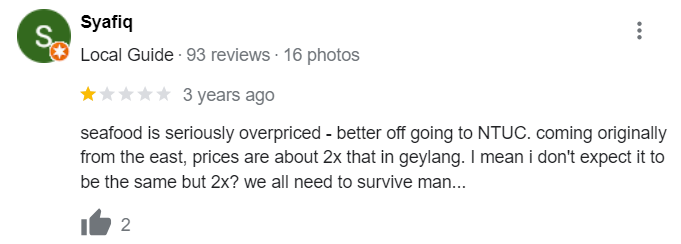 S
Syafiq
Local Guide · 93 reviews · 16 photos
3 years ago
seafood is seriously overpriced - better off going to NTUC. coming originally
from the east, prices are about 2x that in geylang. I mean i don't expect it to
be the same but 2x? we all need to survive man...
2